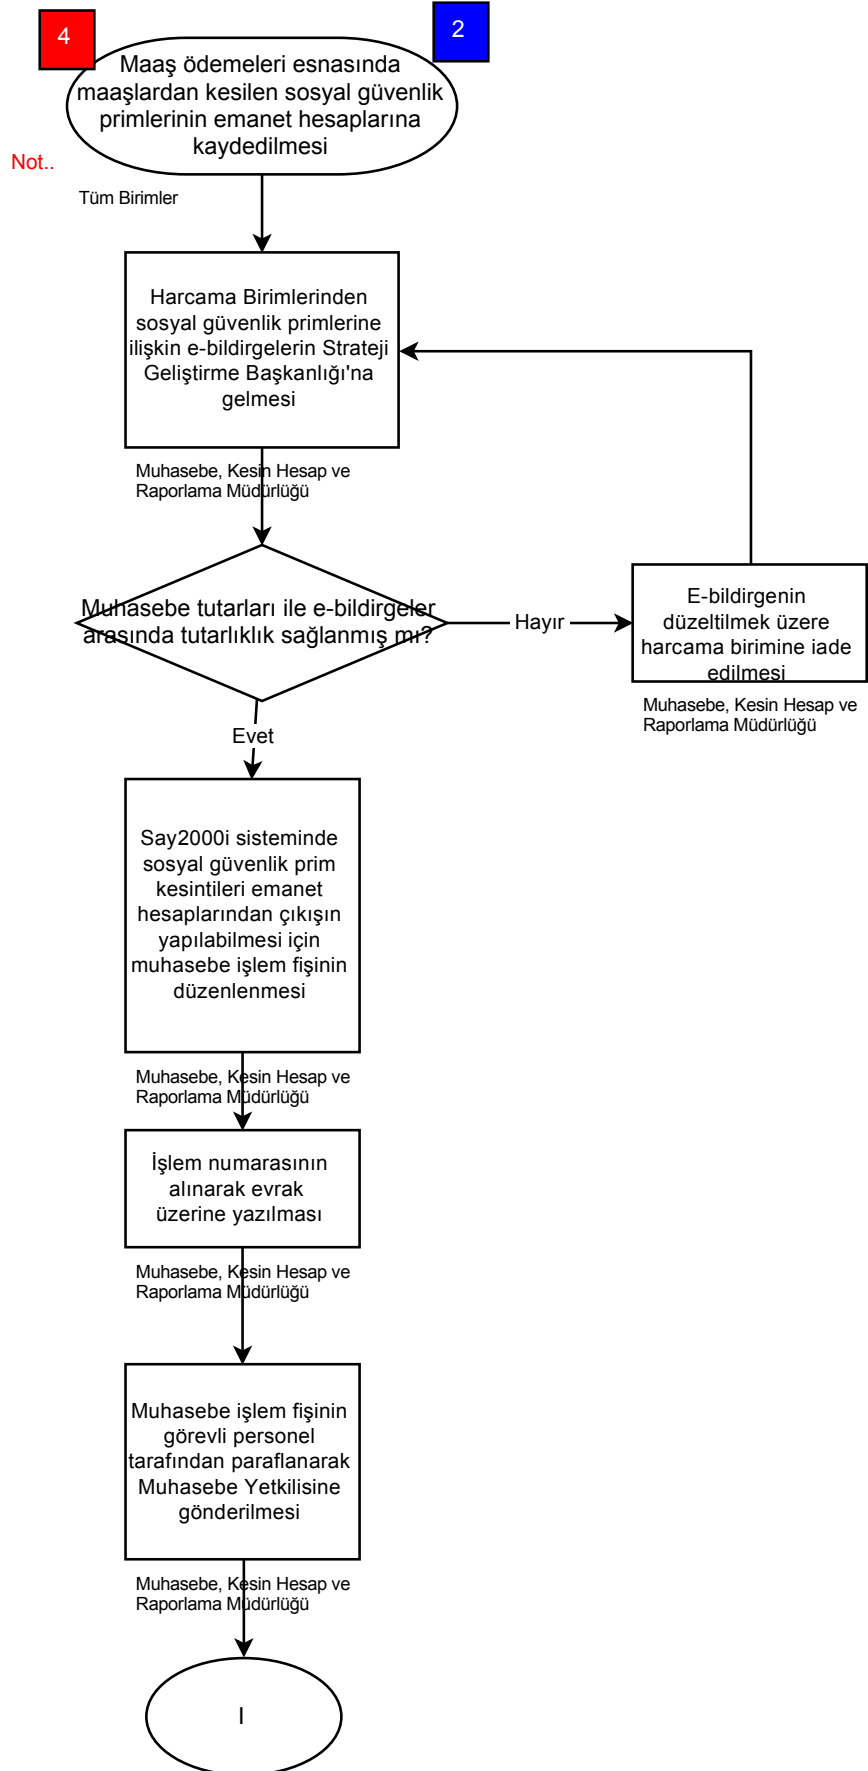 4
2
Maaş ödemeleri esnasında
maaşlardan kesilen sosyal güvenlik
primlerinin emanet hesaplarına
kaydedilmesi
Not..
Tüm Birimler
Harcama Birimlerinden
sosyal güvenlik primlerine
ilişkin e-bildirgelerin Strateji
Geliştirme Başkanlığı'na
gelmesi
Muhasebe, Kesin Hesap ve
Raporlama Müdürlüğü
Muhasebe tutarları ile e-bildirgeler
arasında tutarlıklık sağlanmış mı?
Hayır
E-bildirgenin
düzeltilmek üzere
harcama birimine iade
edilmesi
Muhasebe, Kesin Hesap ve
Raporlama Müdürlüğü
Evet
Say2000i sisteminde
sosyal güvenlik prim
kesintileri emanet
hesaplarından çıkışın
yapılabilmesi için
muhasebe işlem fişinin
düzenlenmesi
Muhasebe, Kesin Hesap ve
Raporlama Müdürlüğü
İşlem numarasının
alınarak evrak
üzerine yazılması
Muhasebe, Kesin Hesap ve
Raporlama Müdürlüğü
Muhasebe işlem fişinin
görevli personel
tarafından paraflanarak
Muhasebe Yetkilisine
gönderilmesi
Muhasebe, Kesin Hesap ve
Raporlama Müdürlüğü
I